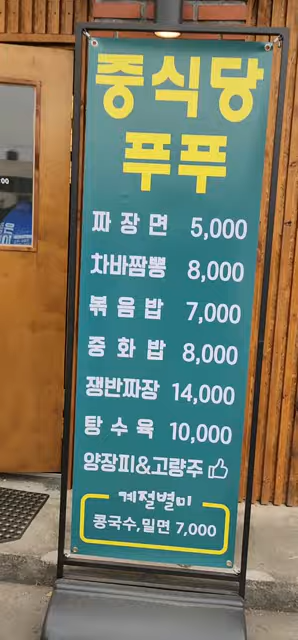 중식당
푸푸
짜장면 5,000
차바짬뽕 8,000
볶음밥 7,000
중화밥 8,000
쟁반짜장 14,000
탕수육 10,000
양장피&고량주
계절별미
콩국수,밀면 7,000